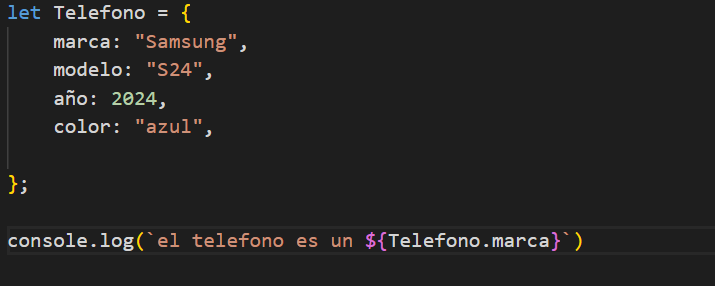 let Telefono = {
marca: "Samsung",
modelo: "S24",
año: 2024,
color: "azul",
};
console.log(`el telefono es un ${Telefono.marca}`)